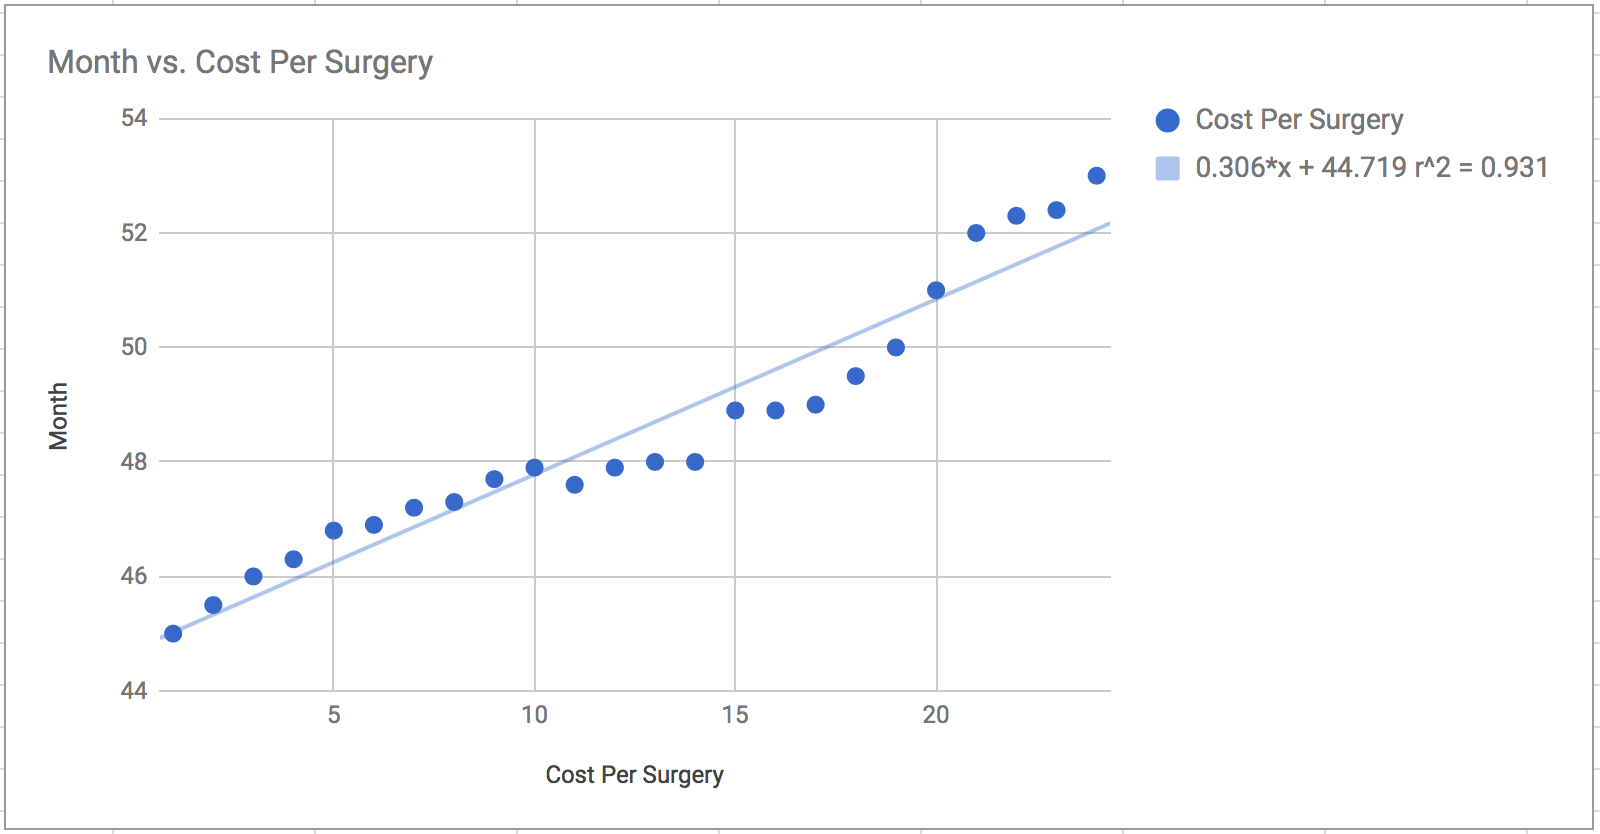 Month vs. Cost Per Surgery
Cost Per Surgery
0.306*x + 44.719 r^2 = 0.931
54
52
50
48
46
44
Month
5 10 15 20
Cost Per Surgery